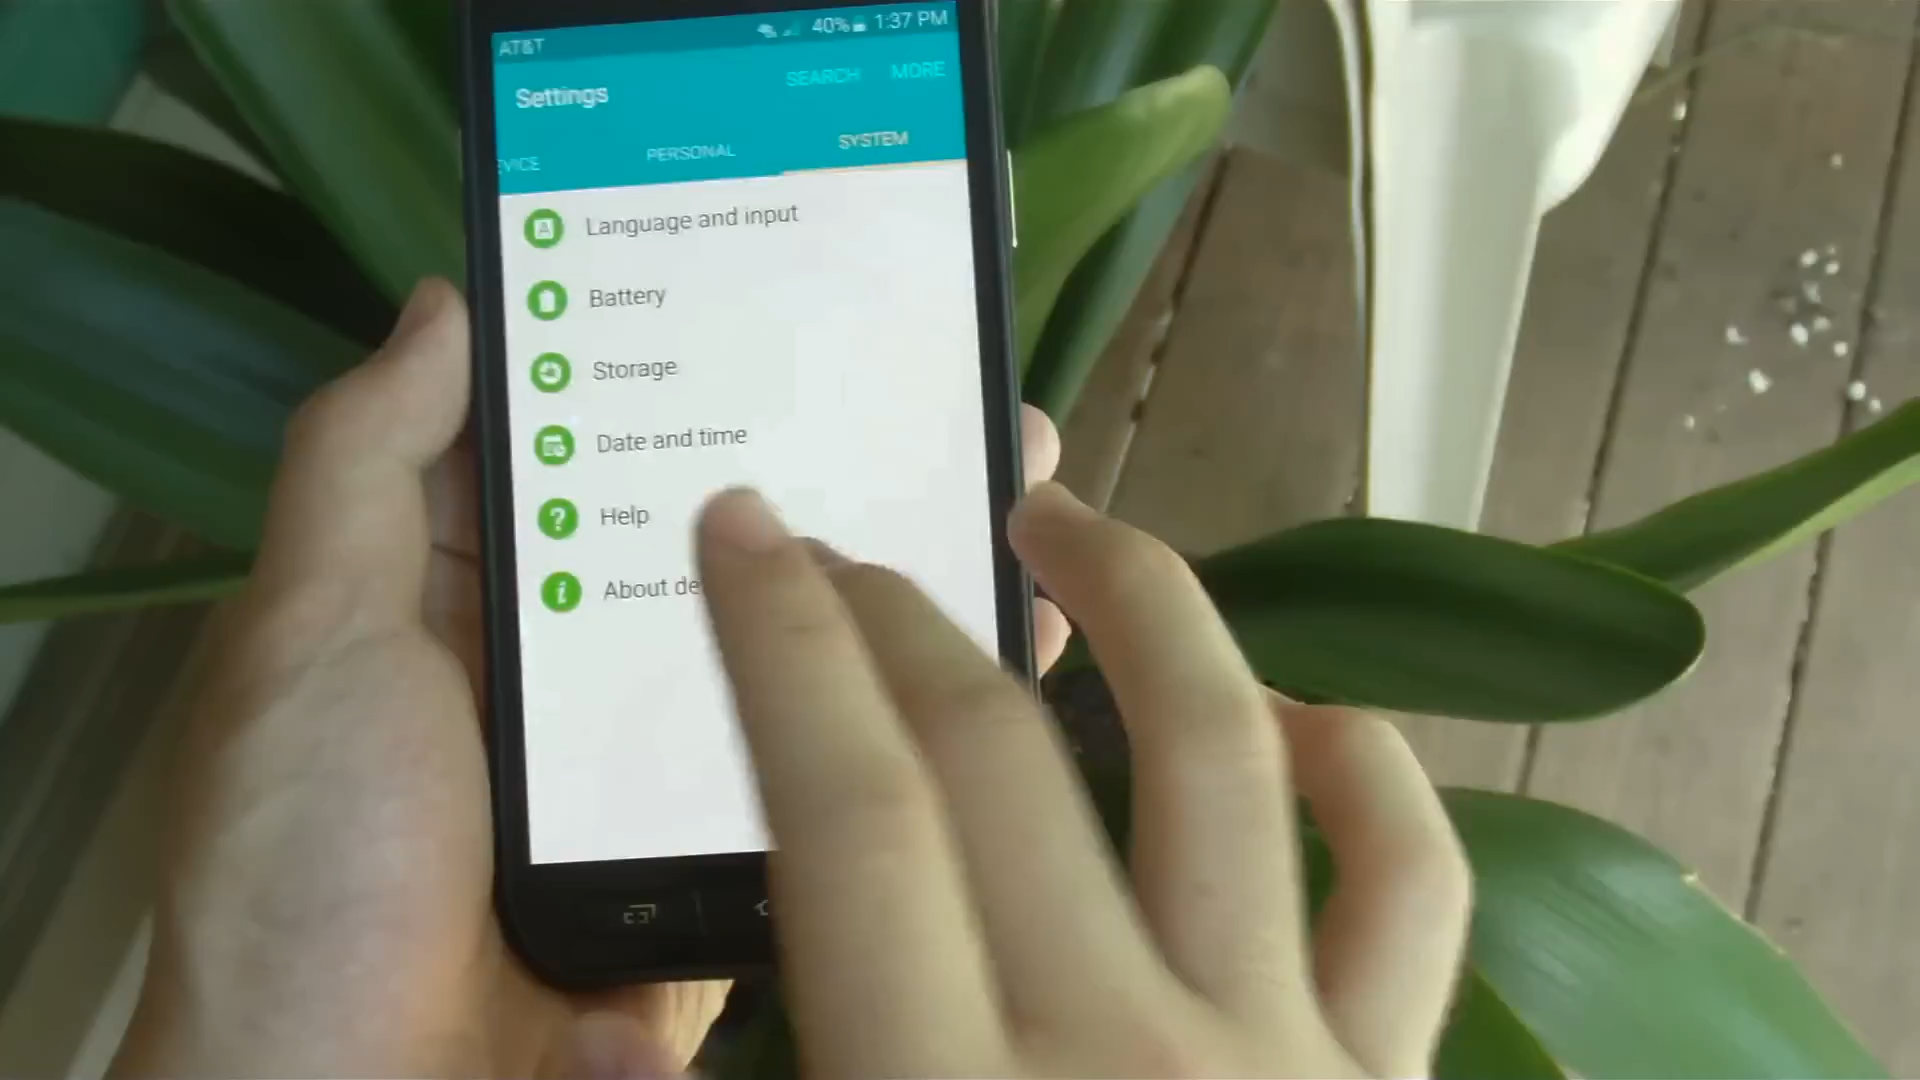 AT&T 40% 1:37 PM
Settings SEARCH MORE
EVICE PERSONAL SYSTEM
Language and input
Battery
Storage
Date and time
Help
About de